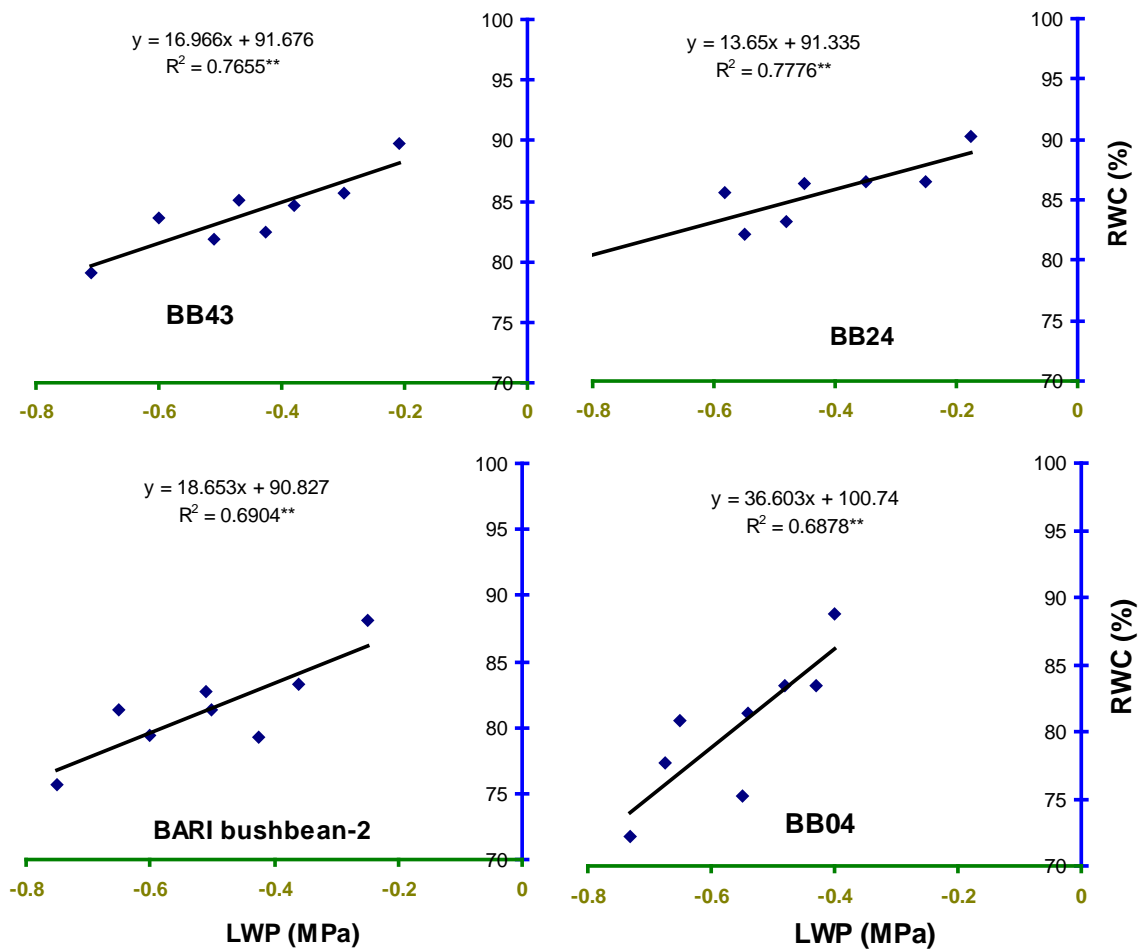 y = 16.966x + 91.676
R² = 0.7655**
100
95
90
85
80
75
70
BB43
-0.8 -0.6 -0.4 -0.2 0
y = 13.65x + 91.335
R² = 0.7776**
100
95
90
85
80
75
70
RWC (%)
BB24
-0.8 -0.6 -0.4 -0.2 0
y = 18.653x + 90.827
R² = 0.6904**
100
95
90
85
80
75
70
BARI bushbean-2
-0.8 -0.6 -0.4 -0.2 0
LWP (MPa)
y = 36.603x + 100.74
R² = 0.6878**
100
95
90
85
80
75
70
RWC (%)
BB04
-0.8 -0.6 -0.4 -0.2 0
LWP (MPa)